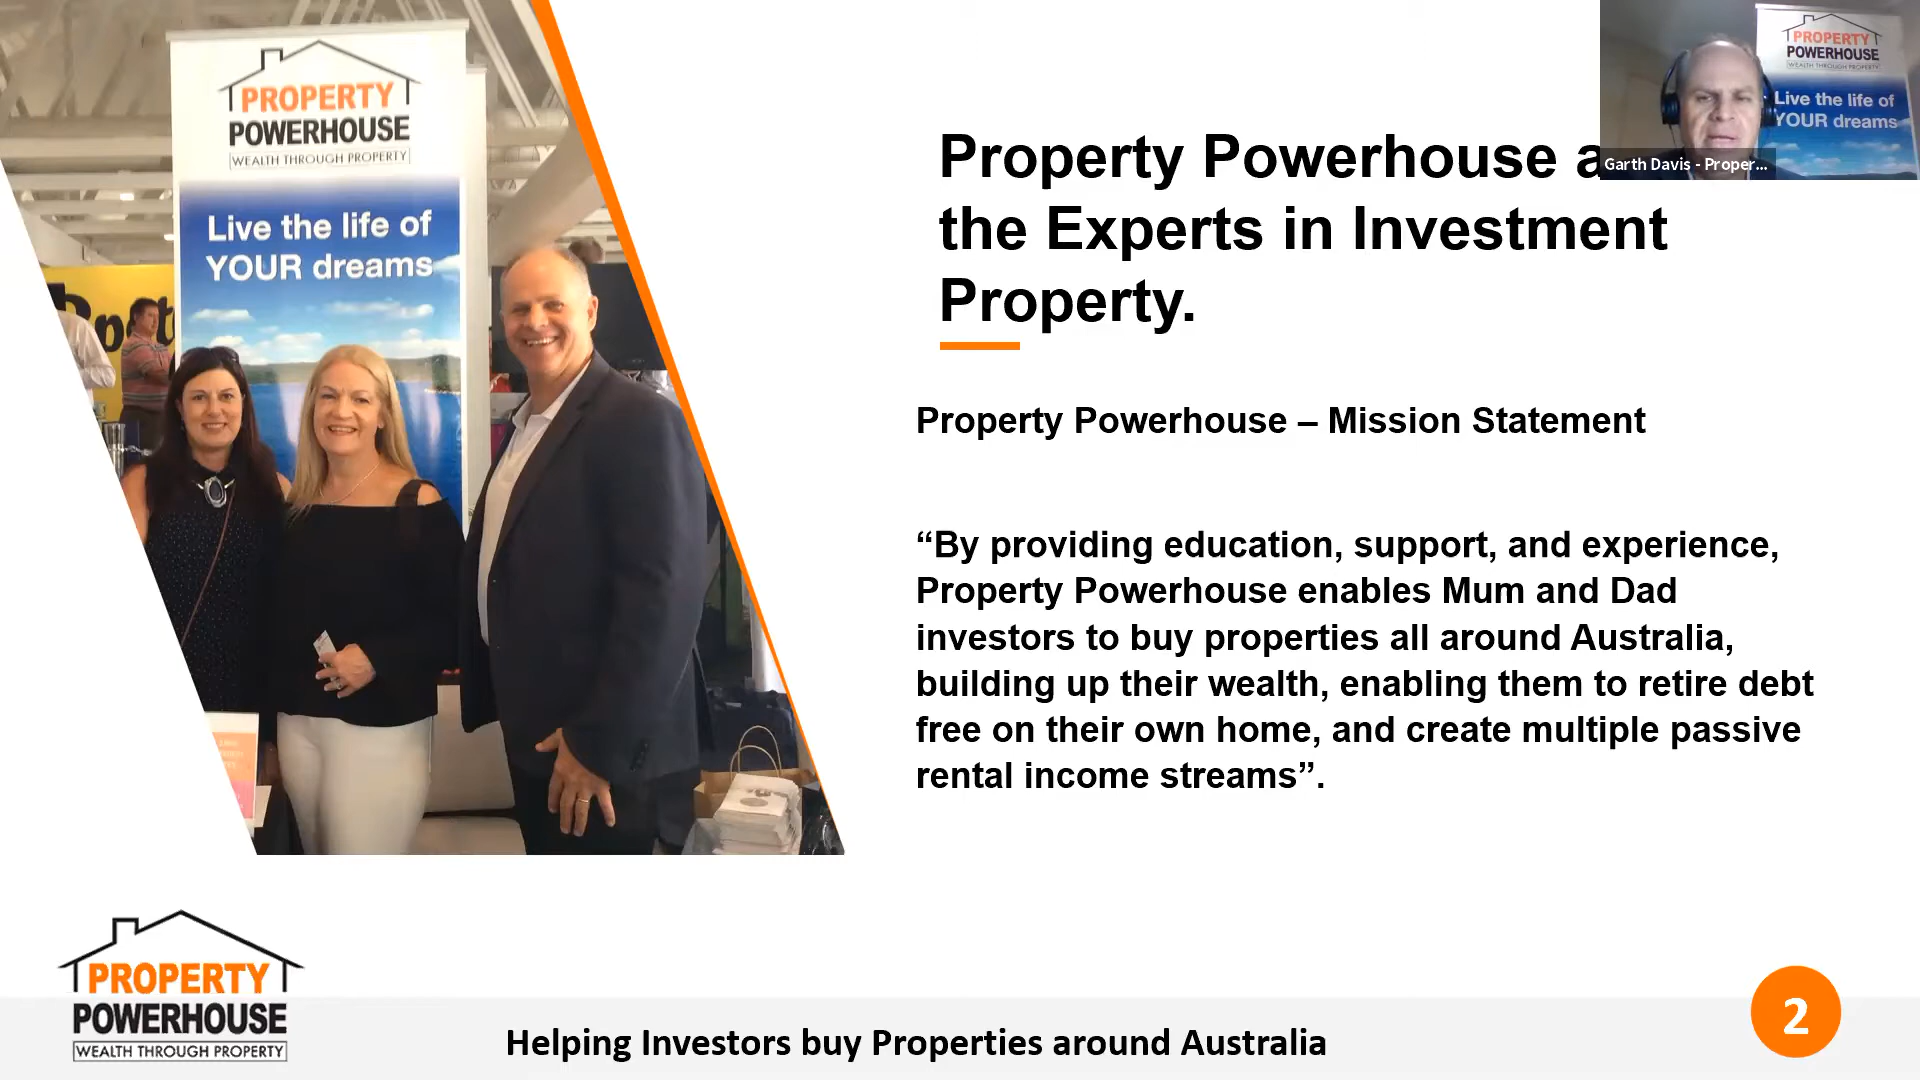 PROPERTY
POWERHOUSE
WEALTH THROUGH PROPERTY
Live the life of
YOUR dreams
PROPERTY
POWERHOUSE
WEALTH THROUGH PROPERTY
Live the life of
YOUR dreams
Garth Davis - Proper...
Property Powerhouse a
the Experts in Investment
Property.
Property Powerhouse – Mission Statement
“By providing education, support, and experience,
Property Powerhouse enables Mum and Dad
investors to buy properties all around Australia,
building up their wealth, enabling them to retire debt
free on their own home, and create multiple passive
rental income streams”.
PROPERTY
POWERHOUSE
WEALTH THROUGH PROPERTY
Helping Investors buy Properties around Australia
2